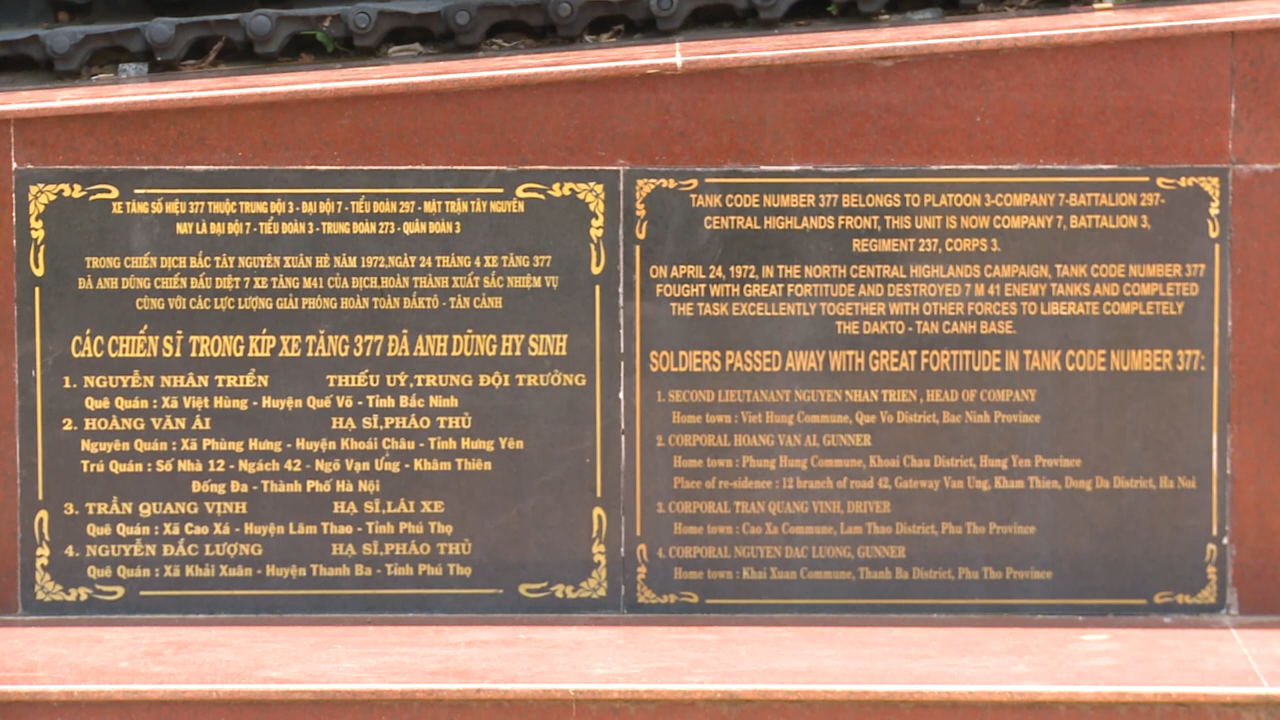 XE TĂNG SỐ HIỆU 377 THUỘC TRUNG ĐỘI 3 - ĐẠI ĐỘI 7 - TIỂU ĐOÀN 297 - MẶT TRẬN TÂY NGUYÊN
NAY LÀ ĐẠI ĐỘI 7 - TIỂU ĐOÀN 3 - TRUNG ĐOÀN 273 - QUÂN ĐOÀN 3
TRONG CHIẾN DỊCH BẮC TÂY NGUYÊN XUÂN HÈ NĂM 1972,NGÀY 24 THÁNG 4 XE TĂNG 377
ĐÃ ANH DŨNG CHIẾN ĐẤU DIỆT 7 XE TĂNG M41 CỦA ĐỊCH,HOÀN THÀNH XUẤT SẮC NHIỆM VỤ
CÙNG VỚI CÁC LỰC LƯỢNG GIẢI PHÓNG HOÀN TOÀN ĐĂKTÔ - TÂN CẢNH
CÁC CHIẾN SĨ TRONG KÍP XE TĂNG 377 ĐÃ ANH DŨNG HY SINH
1. NGUYỄN NHÂN TRIỂN THIẾU UÝ,TRUNG ĐỘI TRƯỞNG
Quê Quán : Xã Việt Hùng - Huyện Quế Võ - Tỉnh Bắc Ninh
2. HOÀNG VĂN ÁI HẠ SĨ,PHÁO THỦ
Nguyên Quán : Xã Phùng Hưng - Huyện Khoái Châu - Tỉnh Hưng Yên
Trú Quán : Số Nhà 12 - Ngách 42 - Ngõ Vạn Ứng - Khâm Thiên
Đống Đa - Thành Phố Hà Nội
3. TRẦN QUANG VỊNH HẠ SĨ,LÁI XE
Quê Quán : Xã Cao Xá - Huyện Lâm Thao - Tỉnh Phú Thọ
4. NGUYỄN ĐẮC LƯỢNG HẠ SĨ,PHÁO THỦ
Quê Quán : Xã Khải Xuân - Huyện Thanh Ba - Tỉnh Phú Thọ
TANK CODE NUMBER 377 BELONGS TO PLATOON 3-COMPANY 7-BATTALION 297-
CENTRAL HIGHLANDS FRONT, THIS UNIT IS NOW COMPANY 7, BATTALION 3,
REGIMENT 237, CORPS 3.
ON APRIL 24, 1972, IN THE NORTH CENTRAL HIGHLANDS CAMPAIGN, TANK CODE NUMBER 377
FOUGHT WITH GREAT FORTITUDE AND DESTROYED 7 M 41 ENEMY TANKS AND COMPLETED
THE TASK EXCELLENTLY TOGETHER WITH OTHER FORCES TO LIBERATE COMPLETELY
THE DAKTO - TAN CANH BASE.
SOLDIERS PASSED AWAY WITH GREAT FORTITUDE IN TANK CODE NUMBER 377:
1. SECOND LIEUTANANT NGUYEN NHAN TRIEN , HEAD OF COMPANY
Home town : Viet Hung Commune, Que Vo District, Bac Ninh Province
2. CORPORAL HOANG VAN AI, GUNNER
Home town : Phung Hung Commune, Khoai Chau District, Hung Yen Province
Place of re-sidence : 12 branch of road 42, Gateway Van Ung, Kham Thien, Dong Da District, Ha Noi
3. CORPORAL TRAN QUANG VINH, DRIVER
Home town : Cao Xa Commune, Lam Thao District, Phu Tho Province
4. CORPORAL NGUYEN DAC LUONG, GUNNER
Home town : Khai Xuan Commune, Thanh Ba District, Phu Tho Province